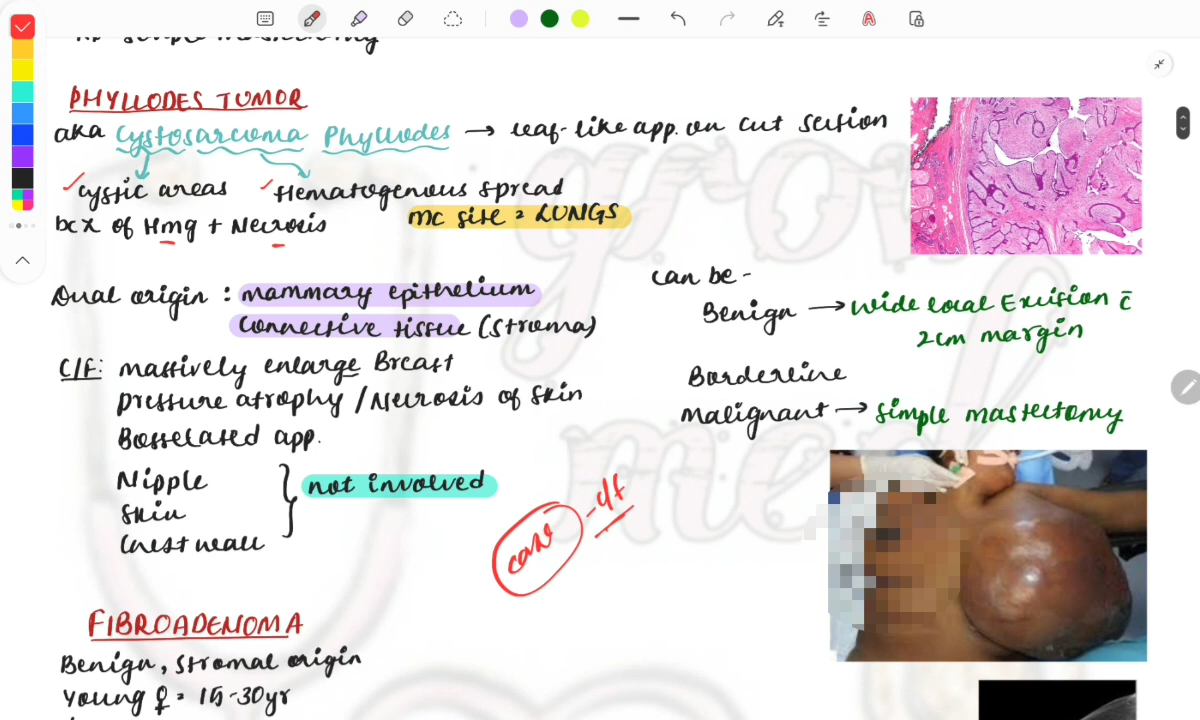 PHYLLODES TUMOR
aka Cystosarcoma Phyllodes → leaf-like app. on cut section
✓Cystic areas ✓Hematogenous spread
bcz of Hmg + Necrosis
mc site = LUNGS
Dual origin : mammary epithelium
connective tissue (stroma)
C/F: massively enlarge Breast
pressure atrophy / Necrosis of skin
Bosselated app.
Nipple
Skin
Chest wall
not involved
can be -
Benign → wide local Excision c̄
2cm margin
Borderline
Malignant → simple mastectomy
FIBROADENOMA
Benign, stromal origin
Young ♀ = 15-30yr
grow
med